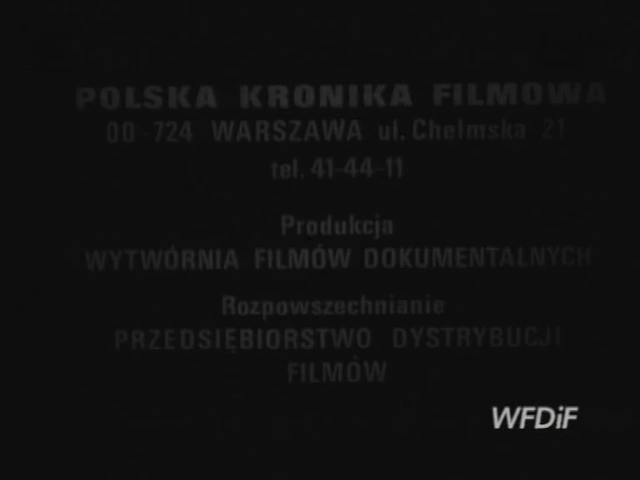 POLSKA KRONIKA FILMOWA
00-724 WARSZAWA ul. Chełmska 21
tel. 41-44-11
Produkcja
WYTWÓRNIA FILMÓW DOKUMENTALNYCH
Rozpowszechnianie
PRZEDSIĘBIORSTWO DYSTRYBUCJI
FILMÓW
WFDiF